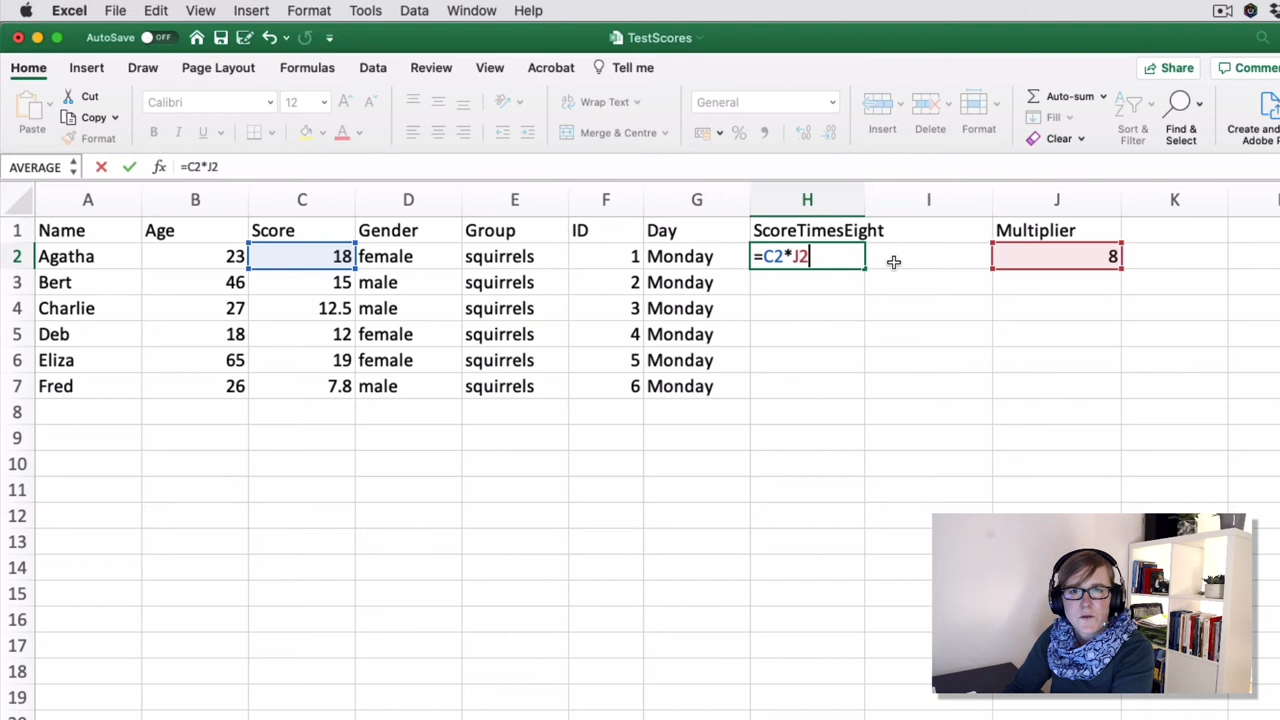 Excel File Edit View Insert Format Tools Data Window Help
AutoSave OFF TestScores
Home Insert Draw Page Layout Formulas Data Review View Acrobat Tell me Share Comme
Paste Cut Copy Format Calibri 12 Wrap Text Merge & Centre General Insert Delete Format Auto-sum Fill Clear Sort & Filter Find & Select Create and Adobe P
AVERAGE fx =C2*J2
A B C D E F G H I J K
1 Name Age Score Gender Group ID Day ScoreTimesEight Multiplier
2 Agatha 23 18 female squirrels 1 Monday =C2*J2 8
3 Bert 46 15 male squirrels 2 Monday
4 Charlie 27 12.5 male squirrels 3 Monday
5 Deb 18 12 female squirrels 4 Monday
6 Eliza 65 19 female squirrels 5 Monday
7 Fred 26 7.8 male squirrels 6 Monday
8
9
10
11
12
13
14
15
16
17
18
19